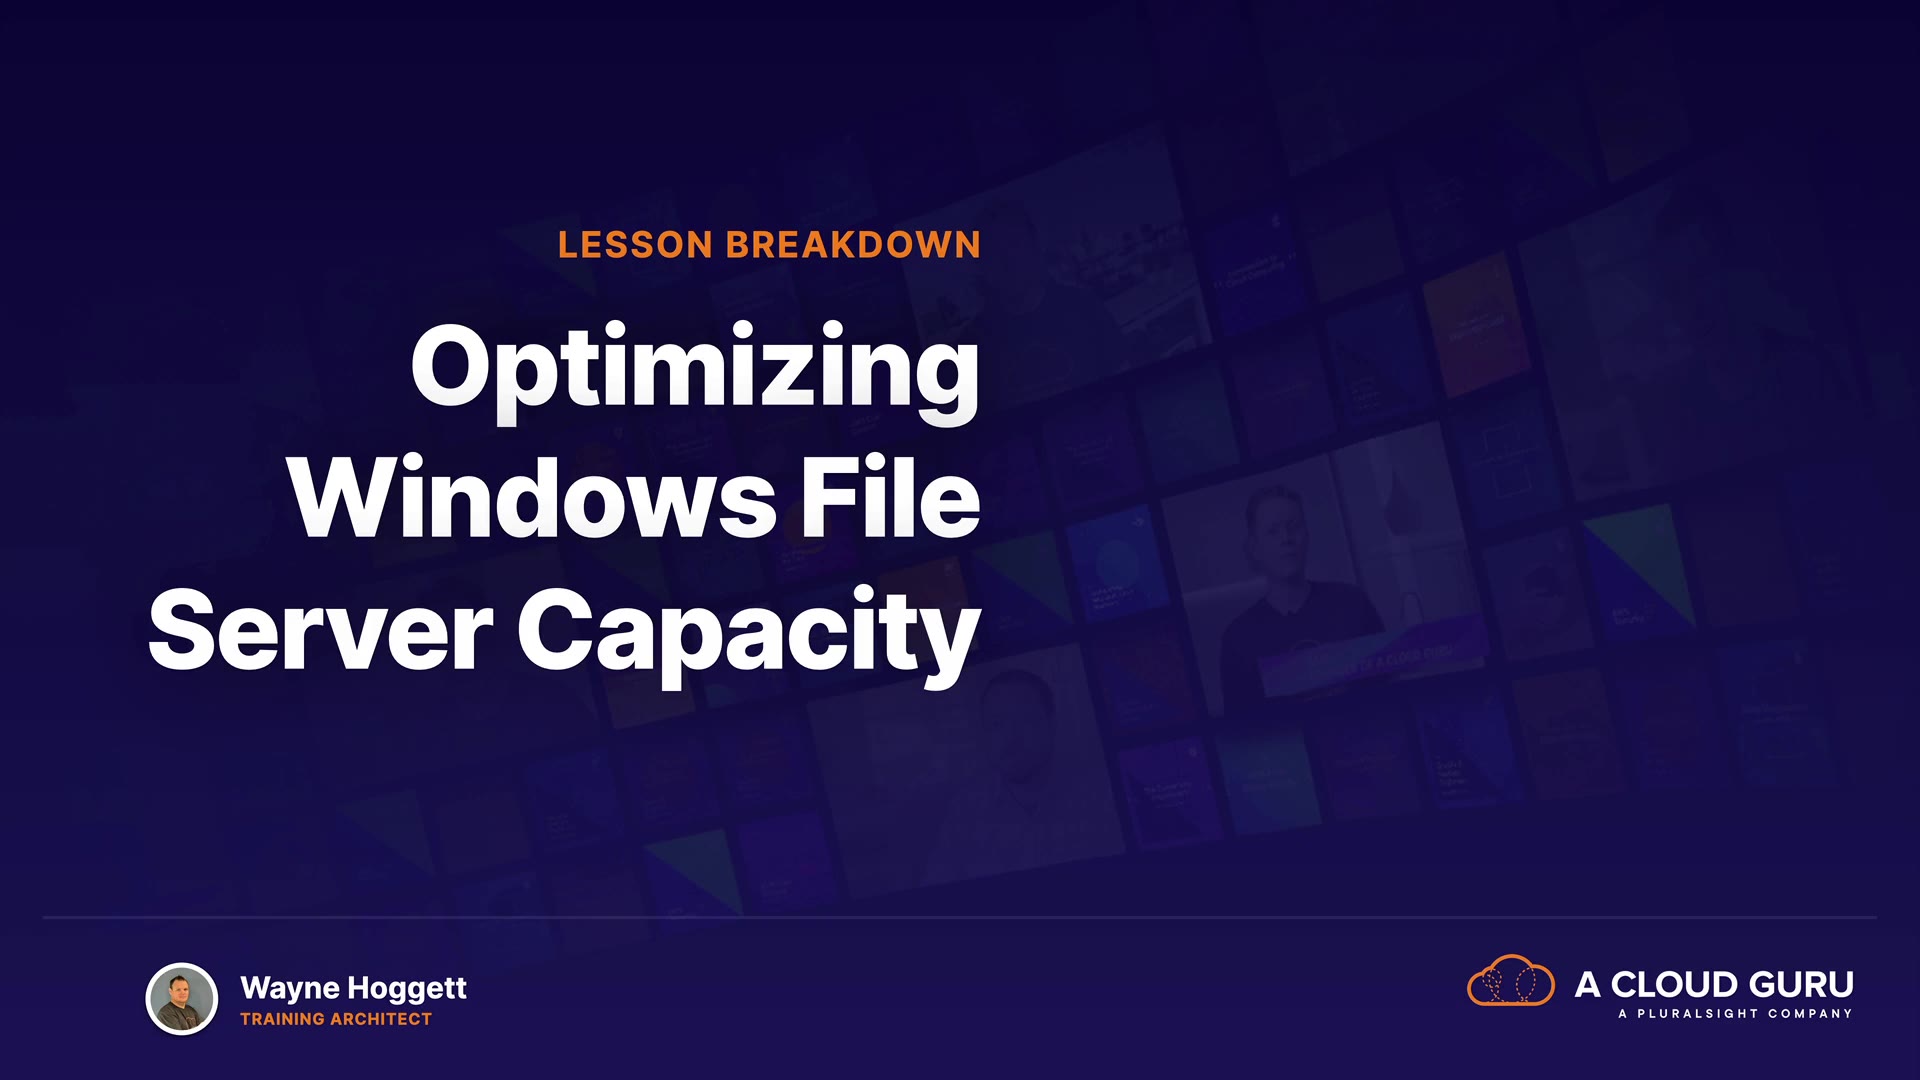 LESSON BREAKDOWN
Optimizing
Windows File
Server Capacity
Wayne Hoggett
TRAINING ARCHITECT
A CLOUD GURU
A PLURALSIGHT COMPANY